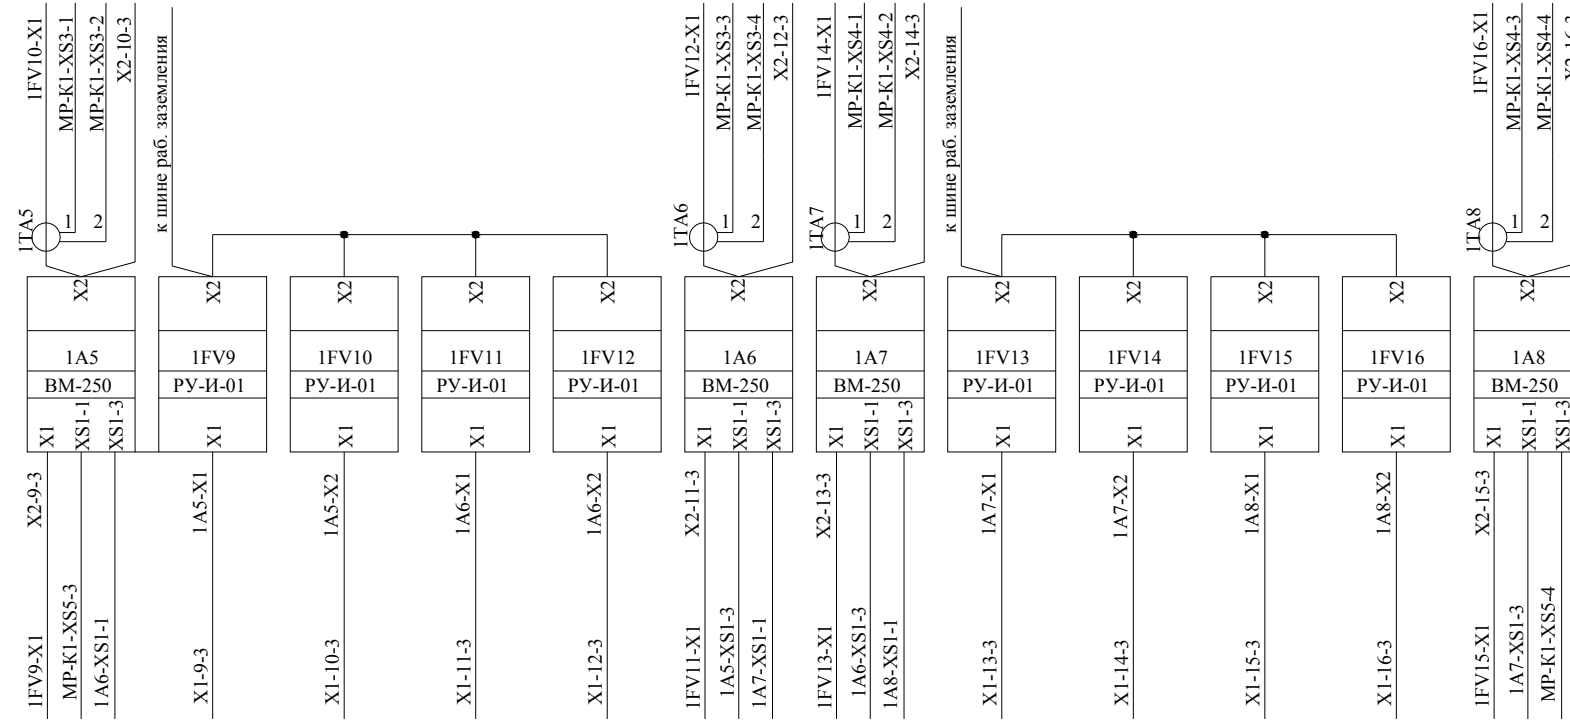 1FV10-X1
МР-К1-XS3-1
МР-К1-XS3-2
X2-10-3
к шине раб. заземления
1FV12-X1
МР-К1-XS3-3
МР-К1-XS3-4
X2-12-3
1FV14-X1
МР-К1-XS4-1
МР-К1-XS4-2
X2-14-3
к шине раб. заземления
1FV16-X1
МР-К1-XS4-3
МР-К1-XS4-4
1TA5
1
2
1TA6
1
2
1TA7
1
2
1TA8
1
2
X2
X2
X2
X2
X2
X2
X2
X2
X2
X2
X2
X2
1A5
1FV9
1FV10
1FV11
1FV12
1A6
1A7
1FV13
1FV14
1FV15
1FV16
1A8
ВМ-250
РУ-И-01
РУ-И-01
РУ-И-01
РУ-И-01
ВМ-250
ВМ-250
РУ-И-01
РУ-И-01
РУ-И-01
РУ-И-01
ВМ-250
X1
XS1-1
XS1-3
X1
X1
X1
X1
X1
XS1-1
XS1-3
X1
XS1-1
XS1-3
X1
X1
X1
X1
X1
XS1-1
XS1-3
X2-9-3
1A5-X1
1A5-X2
1A6-X1
1A6-X2
X2-11-3
X2-13-3
1A7-X1
1A7-X2
1A8-X1
1A8-X2
X2-15-3
1FV9-X1
МР-К1-XS5-3
1A6-XS1-1
X1-9-3
X1-10-3
X1-11-3
X1-12-3
1FV11-X1
1A5-XS1-3
1A7-XS1-1
1FV13-X1
1A6-XS1-3
1A8-XS1-1
X1-13-3
X1-14-3
X1-15-3
X1-16-3
1FV15-X1
1A7-XS1-3
МР-К1-XS5-4